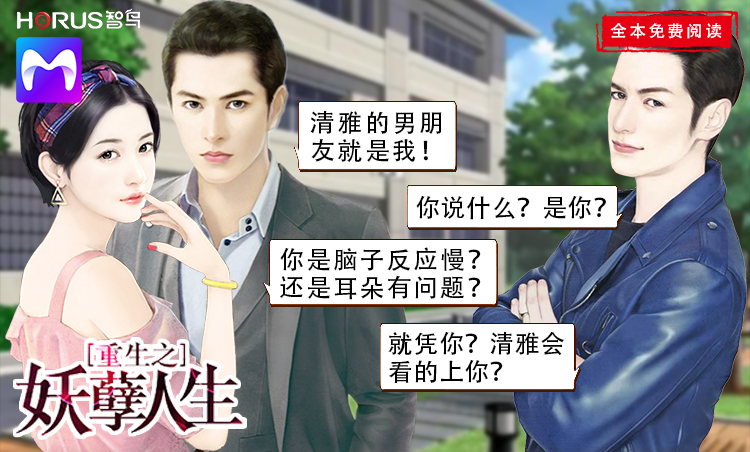 HORUS智鸟
全本免费阅读
清雅的男朋
友就是我！
你说什么？是你？
你是脑子反应慢？
还是耳朵有问题？
就凭你？清雅会
看的上你？
[重生之]
妖孽人生